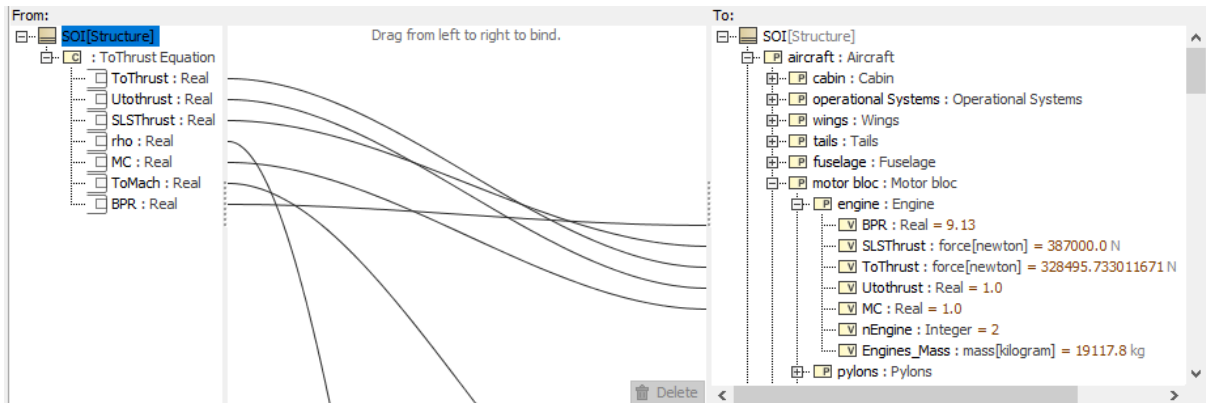 From:
SOI[Structure]
C : ToThrust Equation
ToThrust : Real
Utothrust : Real
SLSThrust : Real
rho : Real
MC : Real
ToMach : Real
BPR : Real
Drag from left to right to bind.
Delete
To:
SOI[Structure]
P aircraft : Aircraft
P cabin : Cabin
P operational Systems : Operational Systems
P wings : Wings
P tails : Tails
P fuselage : Fuselage
P motor bloc : Motor bloc
P engine : Engine
V BPR : Real = 9.13
V SLSThrust : force[newton] = 387000.0 N
V ToThrust : force[newton] = 328495.733011671 N
V Utothrust : Real = 1.0
V MC : Real = 1.0
V nEngine : Integer = 2
V Engines_Mass : mass[kilogram] = 19117.8 kg
P pylons : Pylons